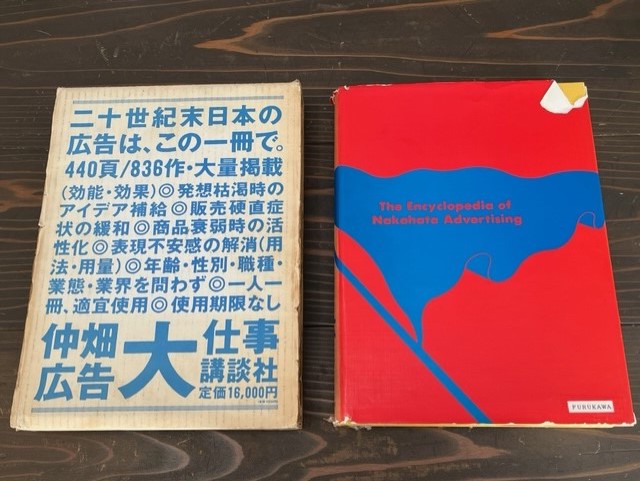 二十世紀末日本の
広告は、この一冊で。
440頁/836作・大量掲載
(効能・効果)◎発想枯渇時の
アイデア補給◎販売硬直症
状の緩和◎商品衰弱時の活
性化◎表現不安感の解消(用
法・用量)◎年齢・性別・職種・
業態・業界を問わず◎一人一
冊、適宜使用◎使用期限なし
仲畑
広告
大
仕事
講談社
定価16,000円
The Encyclopedia of
Nakahata Advertising
FURUKAWA